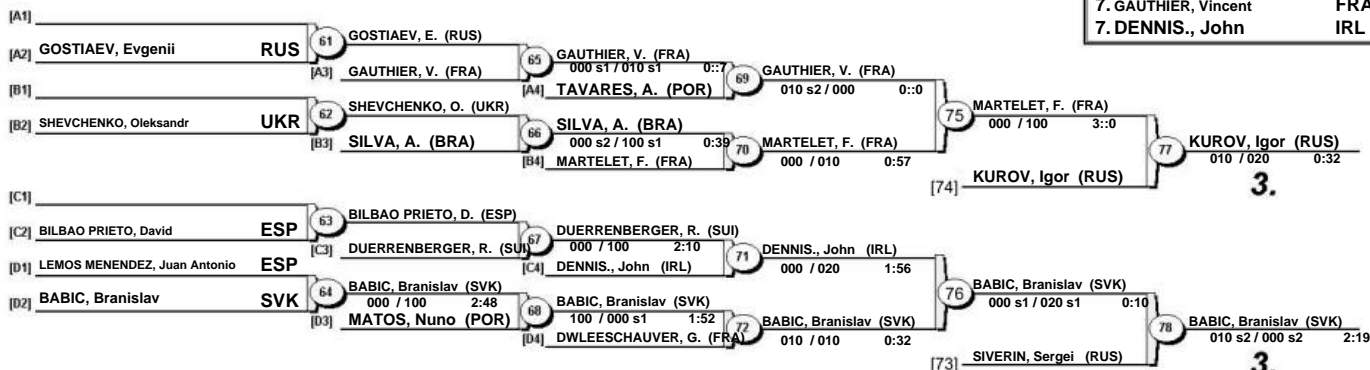 7. GAUTHIER, Vincent FRA
7. DENNIS., John IRL
[A1]
[A2] GOSTIAEV, Evgenii RUS
61
GOSTIAEV, E. (RUS)
[A3] GAUTHIER, V. (FRA)
65
GAUTHIER, V. (FRA)
000 s1 / 010 s1 0::7
[A4] TAVARES, A. (POR)
69
GAUTHIER, V. (FRA)
010 s2 / 000 0::0
[B1]
[B2] SHEVCHENKO, Oleksandr UKR
62
SHEVCHENKO, O. (UKR)
[B3] SILVA, A. (BRA)
66
SILVA, A. (BRA)
000 s2 / 100 s1 0:39
[B4] MARTELET, F. (FRA)
70
MARTELET, F. (FRA)
000 / 010 0:57
75
MARTELET, F. (FRA)
000 / 100 3::0
[74] KUROV, Igor (RUS)
77
KUROV, Igor (RUS)
010 / 020 0:32
3.
[C1]
[C2] BILBAO PRIETO, David ESP
63
BILBAO PRIETO, D. (ESP)
[C3] DUERRENBERGER, R. (SUI)
67
DUERRENBERGER, R. (SUI)
000 / 100 2:10
[C4] DENNIS., John (IRL)
71
DENNIS., John (IRL)
000 / 020 1:56
[D1] LEMOS MENENDEZ, Juan Antonio ESP
[D2] BABIC, Branislav SVK
64
BABIC, Branislav (SVK)
000 / 100 2:48
[D3] MATOS, Nuno (POR)
68
BABIC, Branislav (SVK)
100 / 000 s1 1:52
[D4] DWLEESCHAUVER, G. (FRA)
72
BABIC, Branislav (SVK)
010 / 010 0:32
76
BABIC, Branislav (SVK)
000 s1 / 020 s1 0:10
[73] SIVERIN, Sergei (RUS)
78
BABIC, Branislav (SVK)
010 s2 / 000 s2 2:19
3.